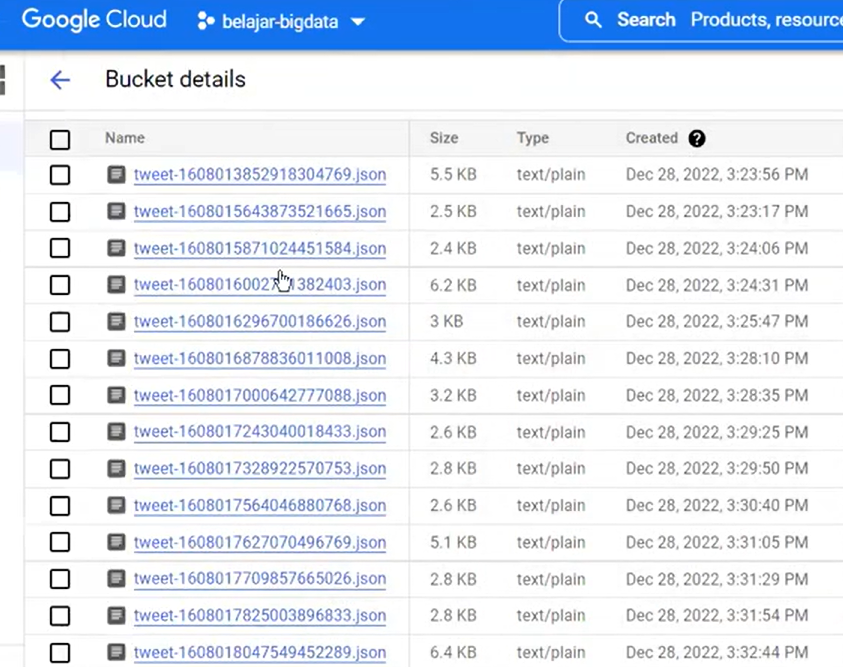 Google Cloud belajar-bigdata Search Products, resource
Bucket details
Name Size Type Created ?
tweet-1608013852918304769.json 5.5 KB text/plain Dec 28, 2022, 3:23:56 PM
tweet-1608015643873521665.json 2.5 KB text/plain Dec 28, 2022, 3:23:17 PM
tweet-1608015871024451584.json 2.4 KB text/plain Dec 28, 2022, 3:24:06 PM
6.2 KB text/plain Dec 28, 2022, 3:24:31 PM
tweet-1608016296700186626.json 3 KB text/plain Dec 28, 2022, 3:25:47 PM
tweet-1608016878836011008.json 4.3 KB text/plain Dec 28, 2022, 3:28:10 PM
tweet-1608017000642777088.json 3.2 KB text/plain Dec 28, 2022, 3:28:35 PM
tweet-1608017243040018433.json 2.6 KB text/plain Dec 28, 2022, 3:29:25 PM
tweet-1608017328922570753.json 2.8 KB text/plain Dec 28, 2022, 3:29:50 PM
tweet-1608017564046880768.json 2.6 KB text/plain Dec 28, 2022, 3:30:40 PM
tweet-1608017627070496769.json 5.1 KB text/plain Dec 28, 2022, 3:31:05 PM
tweet-1608017709857665026.json 2.8 KB text/plain Dec 28, 2022, 3:31:29 PM
tweet-1608017825003896833.json 2.8 KB text/plain Dec 28, 2022, 3:31:54 PM
tweet-1608018047549452289.json 6.4 KB text/plain Dec 28, 2022, 3:32:44 PM